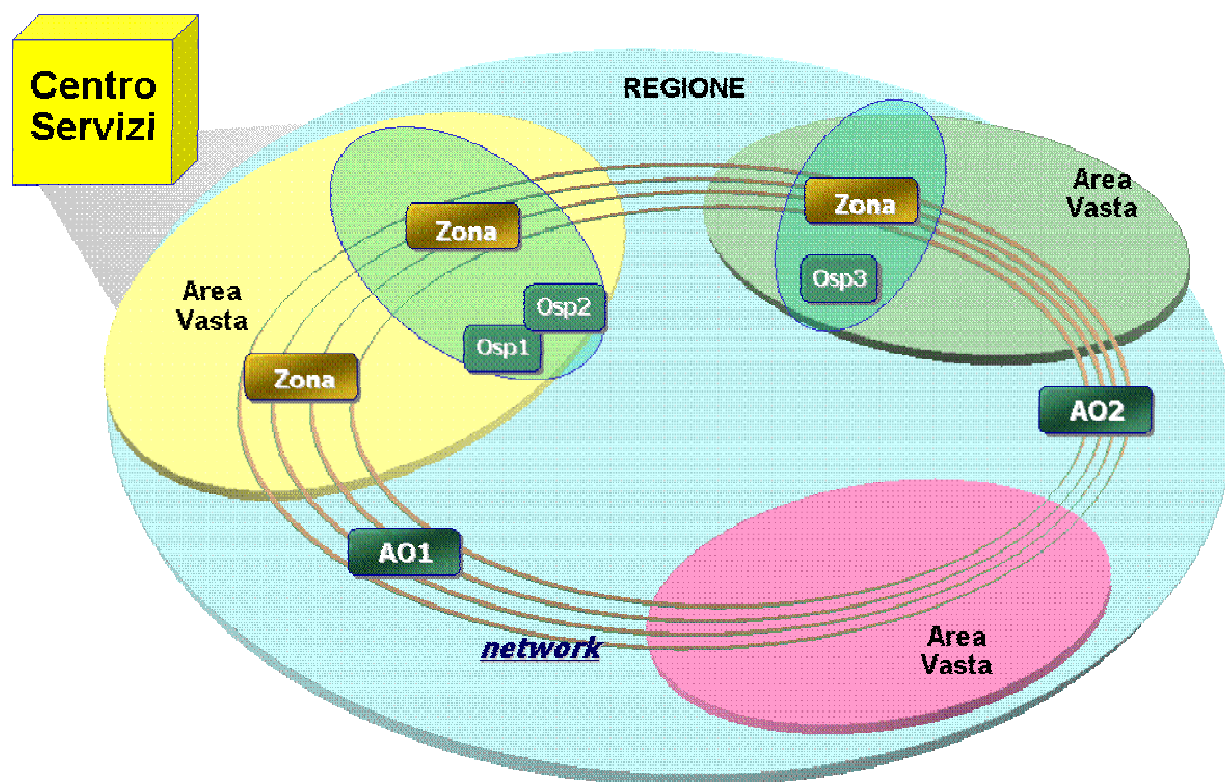 Centro
Servizi
REGIONE
Area
Vasta
Zona
Zona
Osp3
Area
Vasta
Osp2
Osp1
Zona
AO2
AO1
network
Area
Vasta